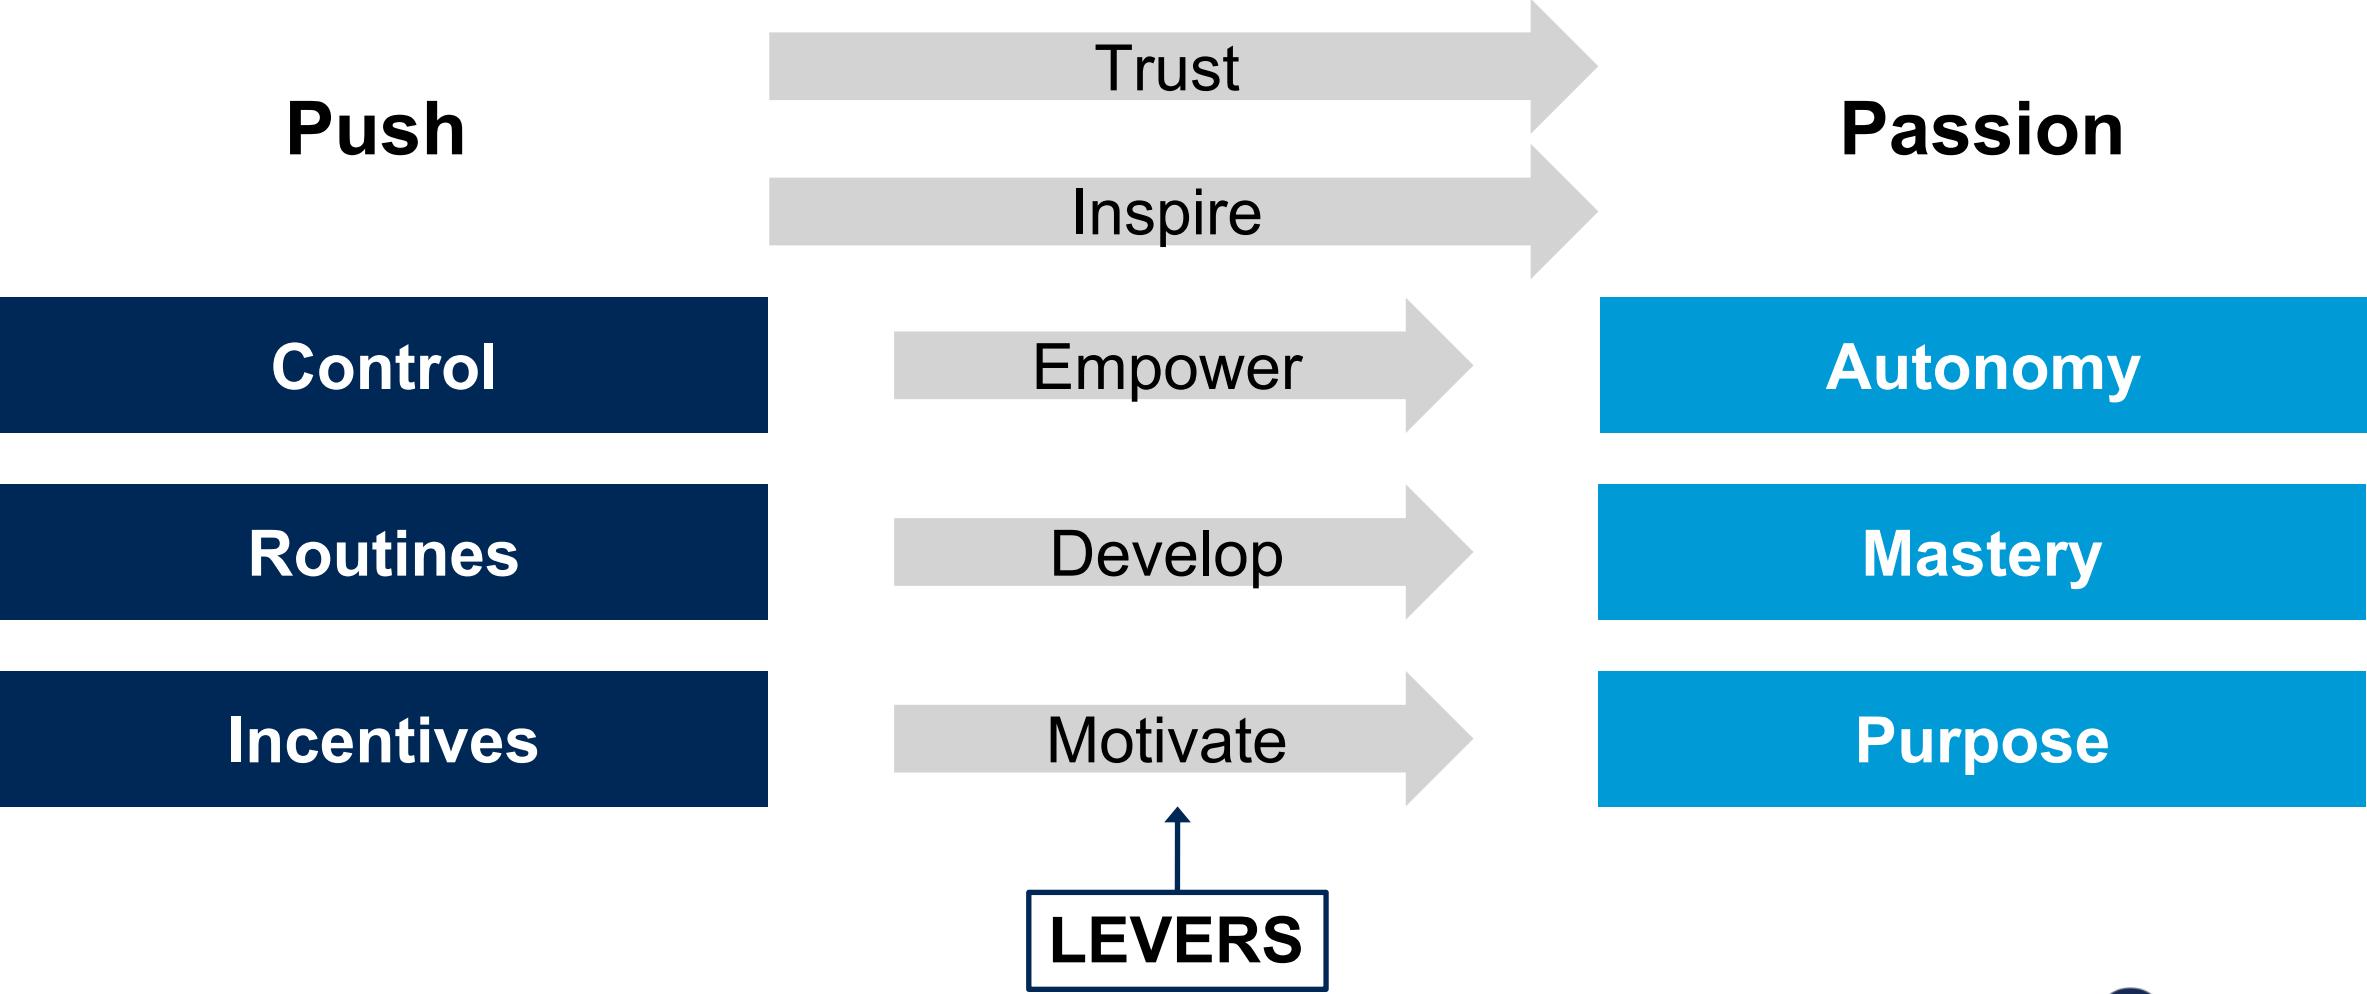 Trust
Push
Passion
Inspire
Control
Empower
Autonomy
Routines
Develop
Mastery
Incentives
Motivate
Purpose
LEVERS